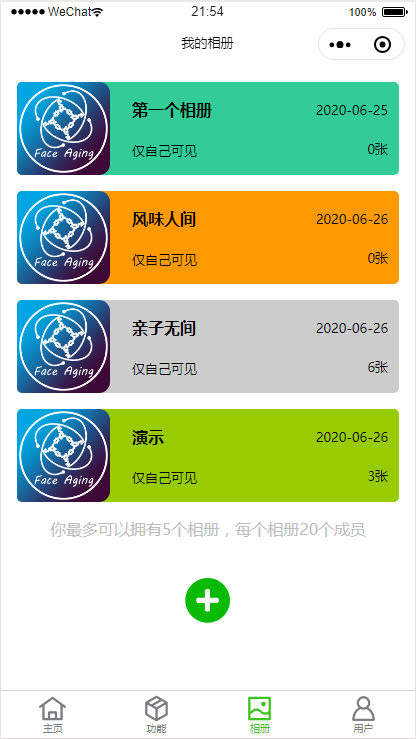 WeChat 21:54 100%
我的相册
第一个相册 2020-06-25
Face Aging 仅自己可见 0张
风味人间 2020-06-26
Face Aging 仅自己可见 0张
亲子无间 2020-06-26
Face Aging 仅自己可见 6张
演示 2020-06-26
Face Aging 仅自己可见 3张
你最多可以拥有5个相册，每个相册20个成员
主页 功能 相册 用户